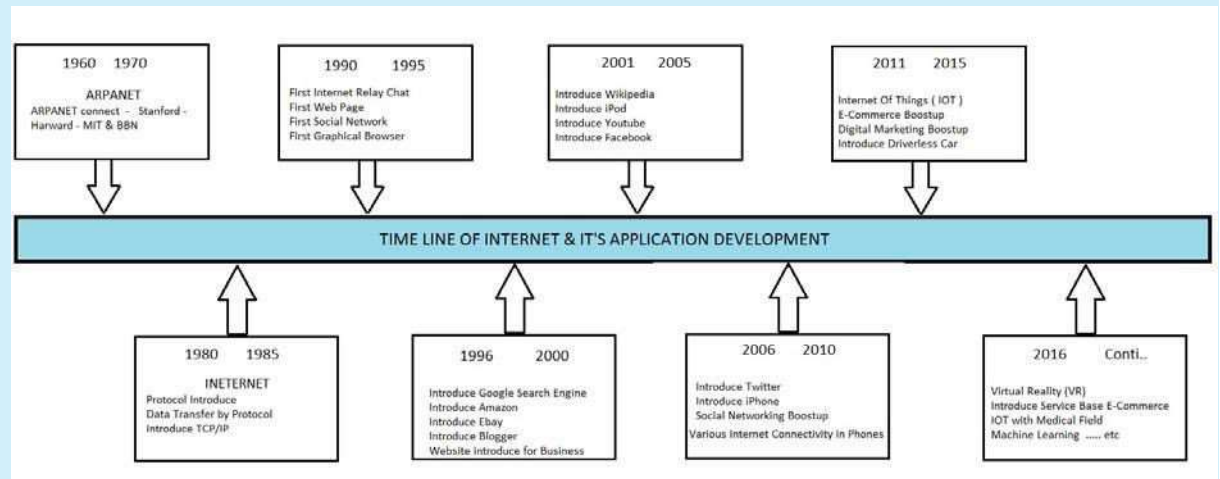 1960 1970
ARPANET
ARPANET connect - Stanford -
Harward - MIT & BBN
1990 1995
First Internet Relay Chat
First Web Page
First Social Network
First Graphical Browser
2001 2005
Introduce Wikipedia
Introduce iPod
Introduce Youtube
Introduce Facebook
2011 2015
Internet Of Things ( IOT )
E-Commerce Boostup
Digital Marketing Boostup
Introduce Driverless Car
TIME LINE OF INTERNET & IT'S APPLICATION DEVELOPMENT
1980 1985
INETERNET
Protocol Introduce
Data Transfer by Protocol
Introduce TCP/IP
1996 2000
Introduce Google Search Engine
Introduce Amazon
Introduce Ebay
Introduce Blogger
Website introduce for Business
2006 2010
Introduce Twitter
Introduce iPhone
Social Networking Boostup
Various Internet Connectivity in Phones
2016 Conti..
Virtual Reality (VR)
Introduce Service Base E-Commerce
IOT with Medical Field
Machine Learning ..... etc